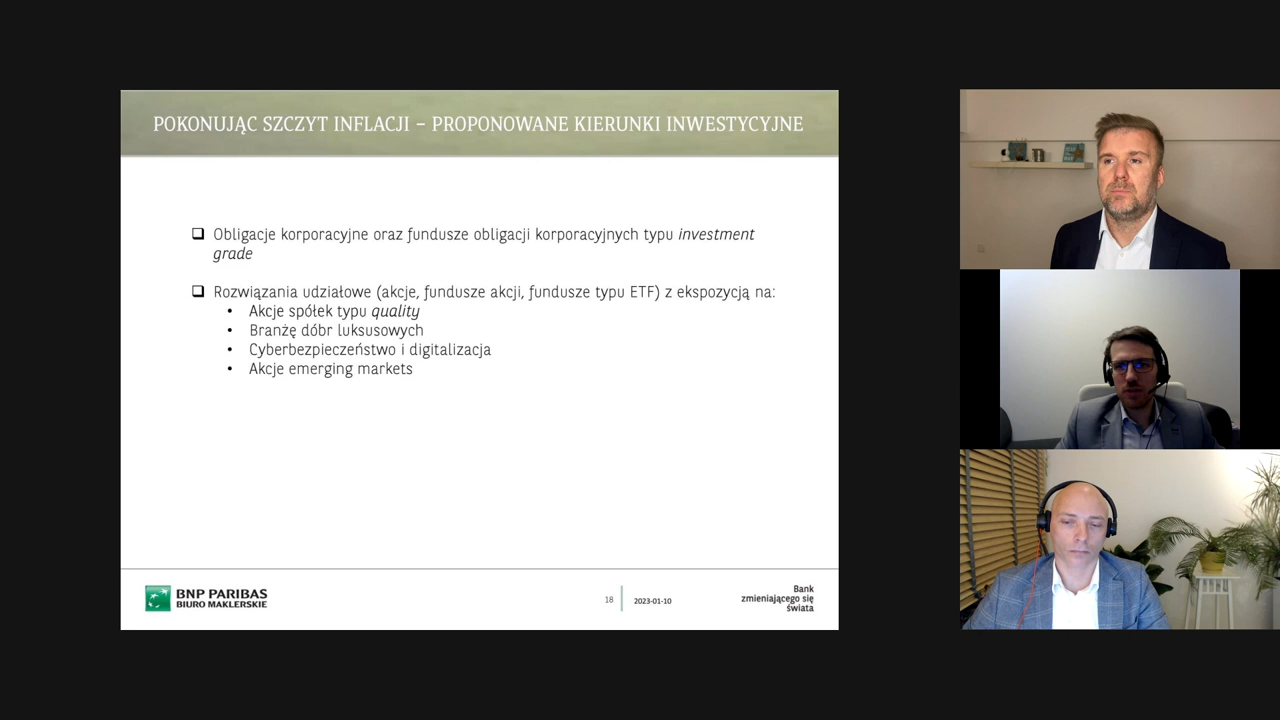 POKONUJĄC SZCZYT INFLACJI – PROPONOWANE KIERUNKI INWESTYCYJNE
Obligacje korporacyjne oraz fundusze obligacji korporacyjnych typu investment
grade
Rozwiązania udziałowe (akcje, fundusze akcji, fundusze typu ETF) z ekspozycją na:
• Akcje spółek typu quality
• Branżę dóbr luksusowych
• Cyberbezpieczeństwo i digitalizacja
• Akcje emerging markets
BNP PARIBAS
BIURO MAKLERSKIE
18
2023-01-10
Bank
zmieniającego się
świata